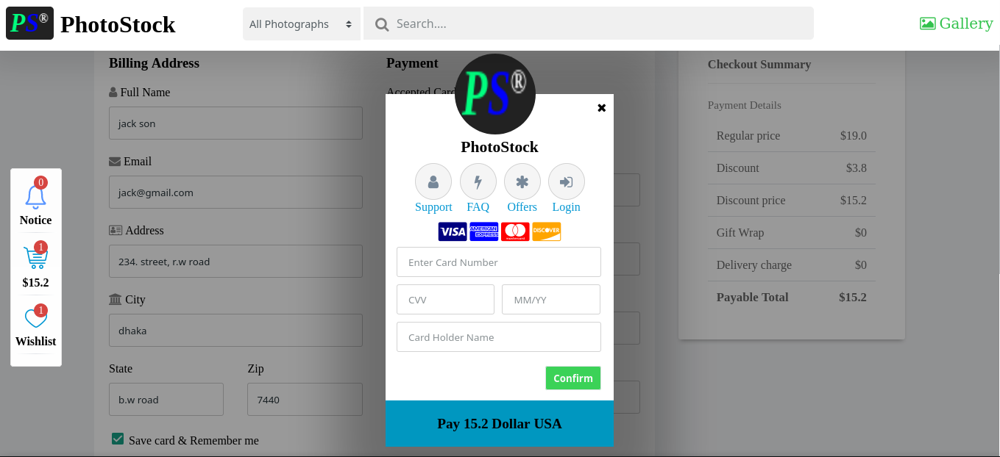 PS® PhotoStock
All Photographs
Search....
Gallery
Billing Address
Full Name
jack son
Email
jack@gmail.com
Address
234. street, r.w road
City
dhaka
State Zip
b.w road 7440
Save card & Remember me
0
Notice
1
$15.2
1
Wishlist
Payment
Accepted Card
PS®
PhotoStock
Support FAQ Offers Login
VISA AMERICAN EXPRESS mastercard DISCOVER
Enter Card Number
CVV MM/YY
Card Holder Name
Confirm
Pay 15.2 Dollar USA
Checkout Summary
Payment Details
Regular price $19.0
Discount $3.8
Discount price $15.2
Gift Wrap $0
Delivery charge $0
Payable Total $15.2